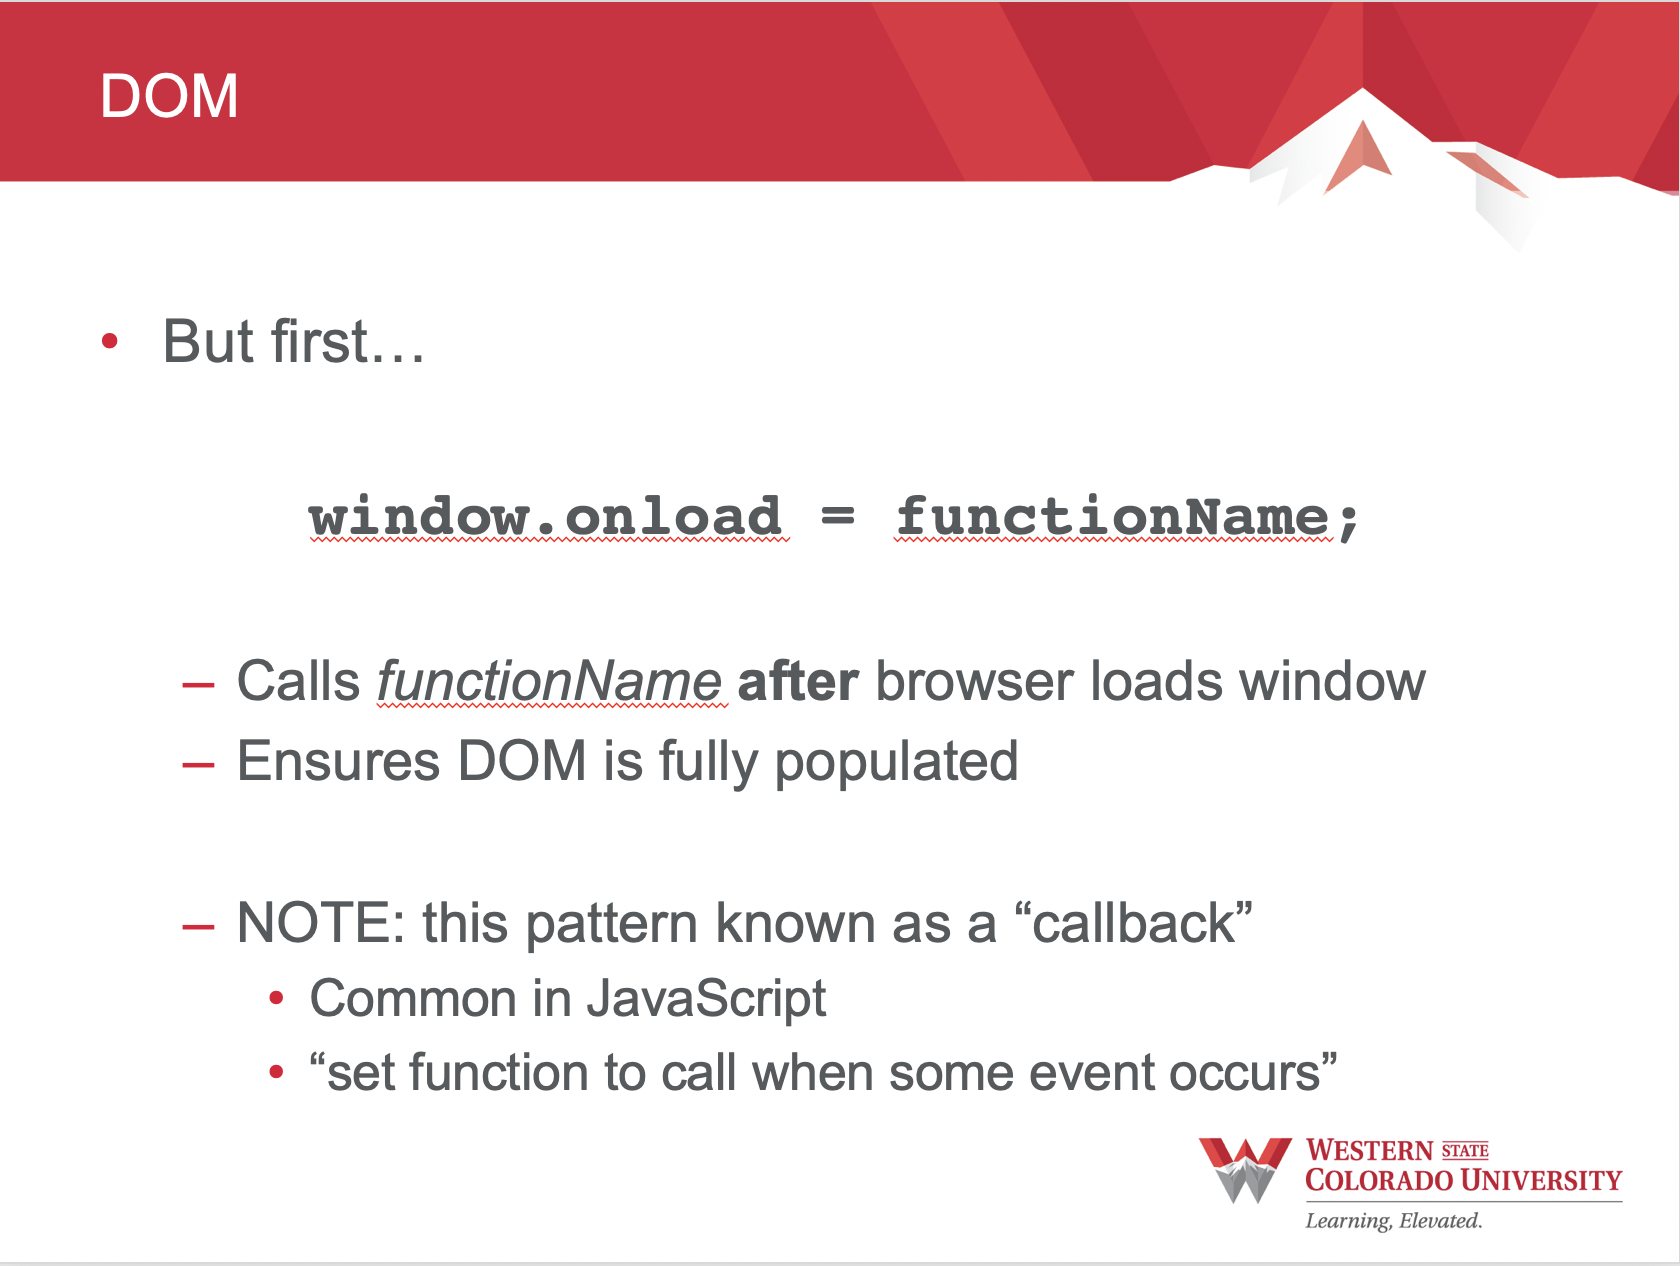 DOM
• But first…
window.onload = functionName;
– Calls functionName after browser loads window
– Ensures DOM is fully populated
– NOTE: this pattern known as a “callback”
• Common in JavaScript
• “set function to call when some event occurs”
WESTERN STATE
COLORADO UNIVERSITY
Learning, Elevated.